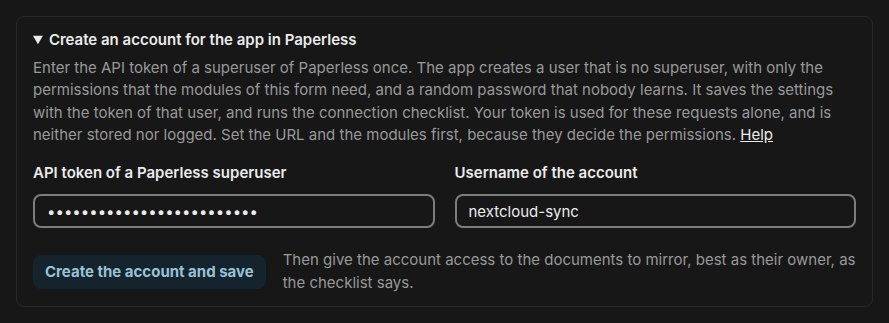 ▼ Create an account for the app in Paperless
Enter the API token of a superuser of Paperless once. The app creates a user that is no superuser, with only the
permissions that the modules of this form need, and a random password that nobody learns. It saves the settings
with the token of that user, and runs the connection checklist. Your token is used for these requests alone, and is
neither stored nor logged. Set the URL and the modules first, because they decide the permissions. Help
API token of a Paperless superuser
Username of the account
•••••••••••••••••••••••••
nextcloud-sync
Create the account and save
Then give the account access to the documents to mirror, best as their owner, as
the checklist says.